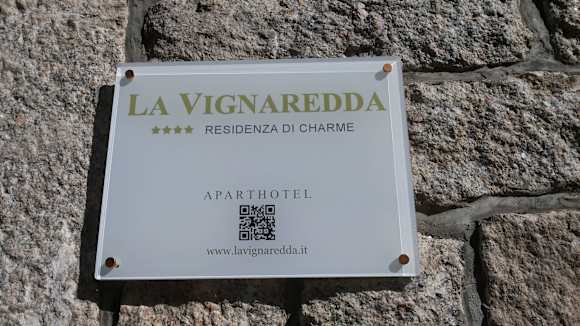 LA VIGNAREDDA
★★★★ RESIDENZA DI CHARME
APARTHOTEL
www.lavignaredda.it